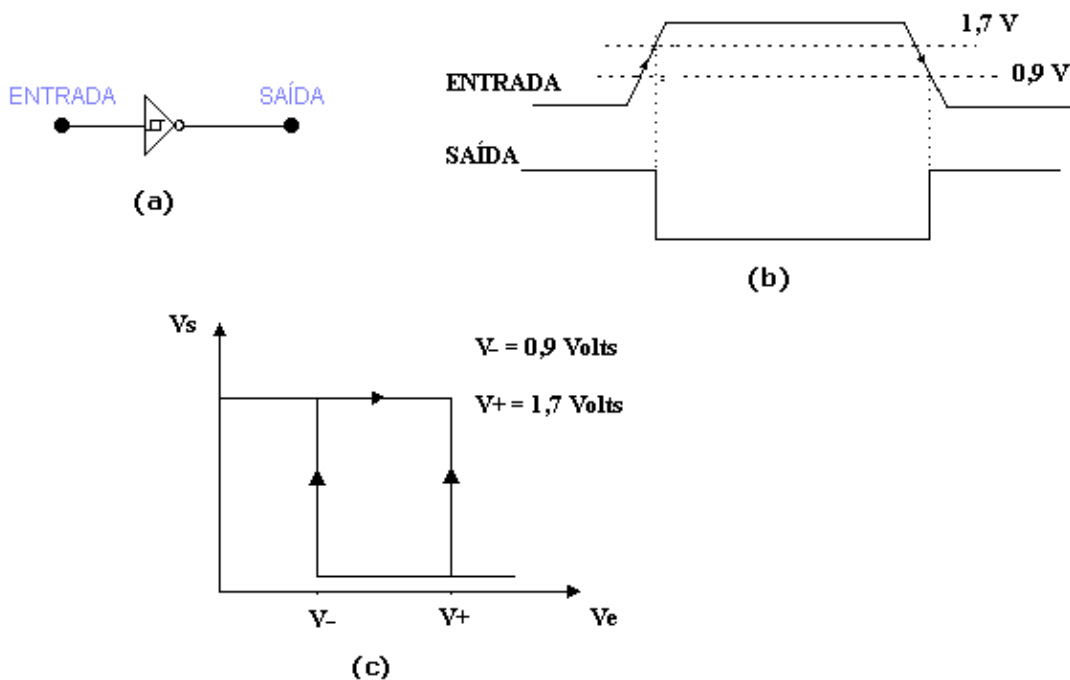 ENTRADA
SAÍDA
(a)
1,7 V
0,9 V
ENTRADA
SAÍDA
(b)
Vs
V- = 0,9 Volts
V+ = 1,7 Volts
V-
V+
Ve
(c)